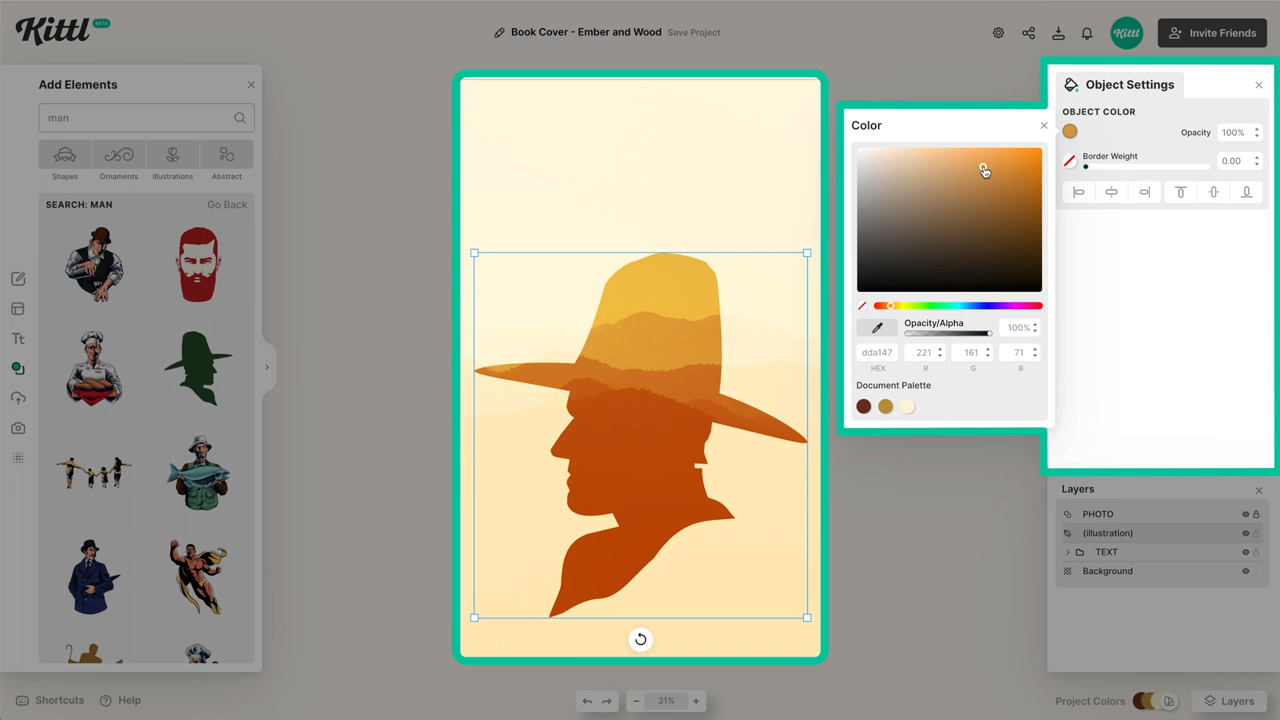 Kittl BETA
Book Cover - Ember and Wood Save Project
Kittl
Invite Friends
Add Elements
man
Shapes Ornaments Illustrations Abstract
SEARCH: MAN Go Back
Tt
Color
Opacity/Alpha
100%
dda147 221 161 71
HEX R G B
Document Palette
Object Settings
OBJECT COLOR
Opacity 100%
Border Weight
0.00
Layers
PHOTO
(illustration)
TEXT
Background
Shortcuts Help
31%
Project Colors
Layers